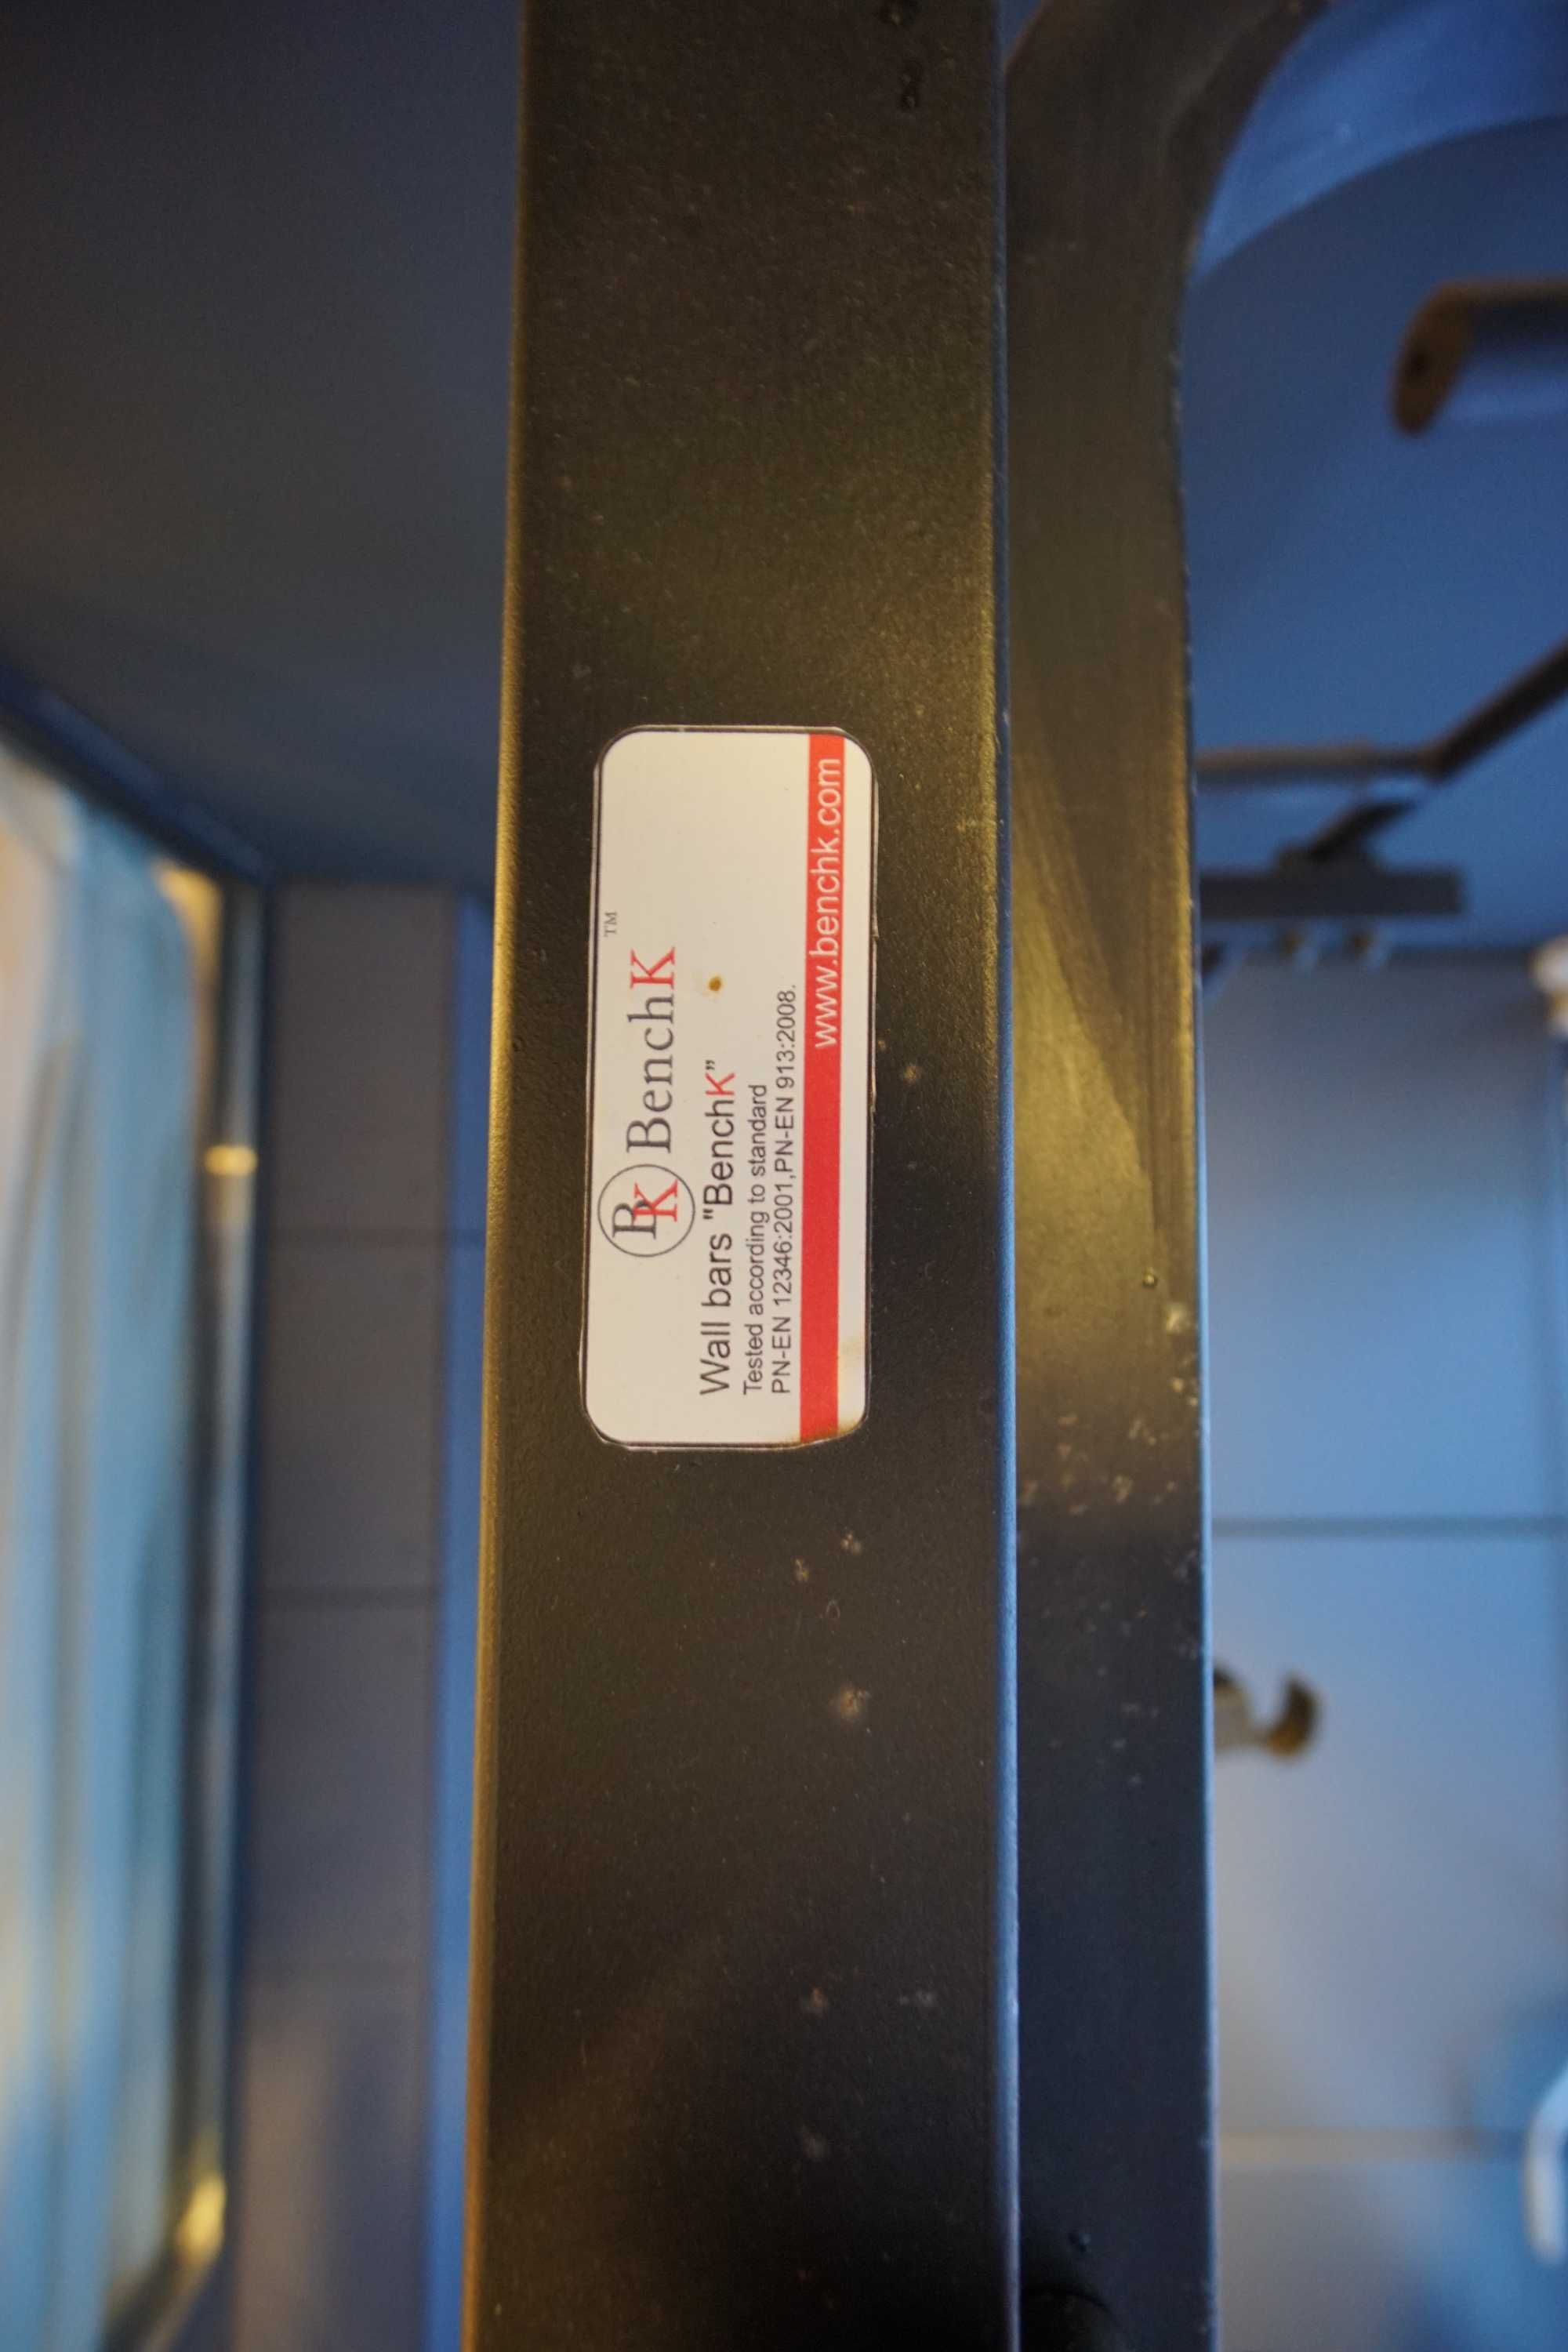 BK BenchK™
Wall bars "BenchK”
Tested according to standard
PN-EN 12346:2001,PN-EN 913:2008.
www.benchk.com